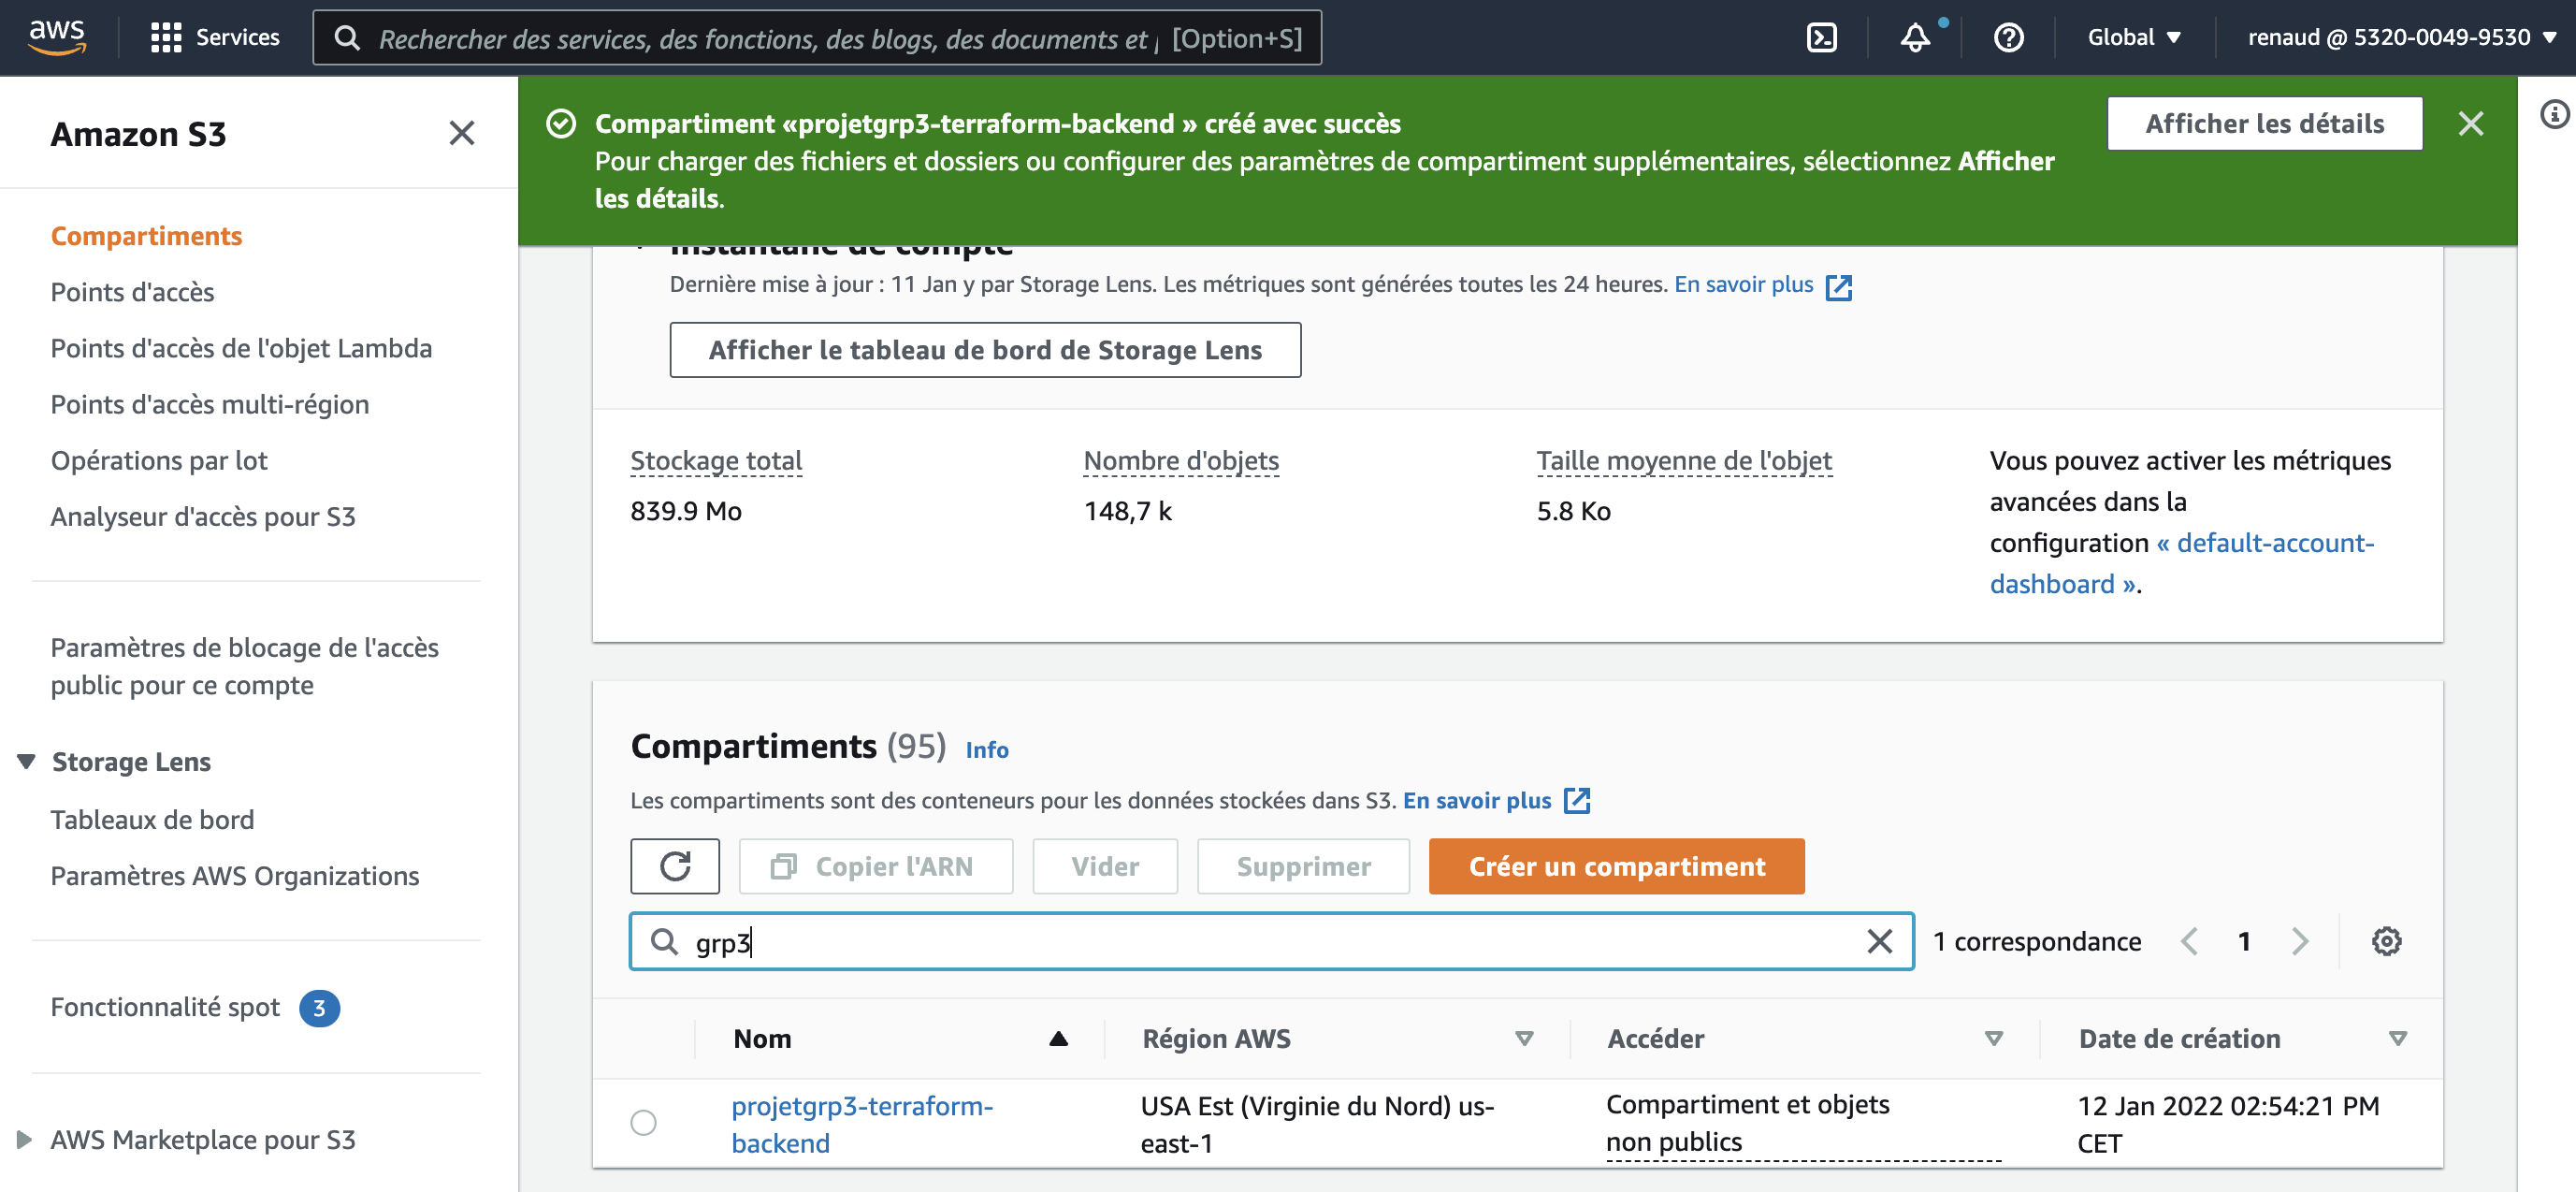 aws
Services
Rechercher des services, des fonctions, des blogs, des documents et [Option+S]
Global
renaud @ 5320-0049-9530
Amazon S3
Compartiments
Points d'accès
Points d'accès de l'objet Lambda
Points d'accès multi-région
Opérations par lot
Analyseur d'accès pour S3
Paramètres de blocage de l'accès
public pour ce compte
Storage Lens
Tableaux de bord
Paramètres AWS Organizations
Fonctionnalité spot 3
AWS Marketplace pour S3
Compartiment «projetgrp3-terraform-backend » créé avec succès
Pour charger des fichiers et dossiers ou configurer des paramètres de compartiment supplémentaires, sélectionnez Afficher
les détails.
Afficher les détails
Instantané de compte
Dernière mise à jour : 11 Jan y par Storage Lens. Les métriques sont générées toutes les 24 heures. En savoir plus
Afficher le tableau de bord de Storage Lens
Stockage total
839.9 Mo
Nombre d'objets
148,7 k
Taille moyenne de l'objet
5.8 Ko
Vous pouvez activer les métriques
avancées dans la
configuration « default-account-
dashboard ».
Compartiments (95) Info
Les compartiments sont des conteneurs pour les données stockées dans S3. En savoir plus
Copier l'ARN
Vider
Supprimer
Créer un compartiment
grp3
1 correspondance
1
Nom
Région AWS
Accéder
Date de création
projetgrp3-terraform-
backend
USA Est (Virginie du Nord) us-
east-1
Compartiment et objets
non publics
12 Jan 2022 02:54:21 PM
CET